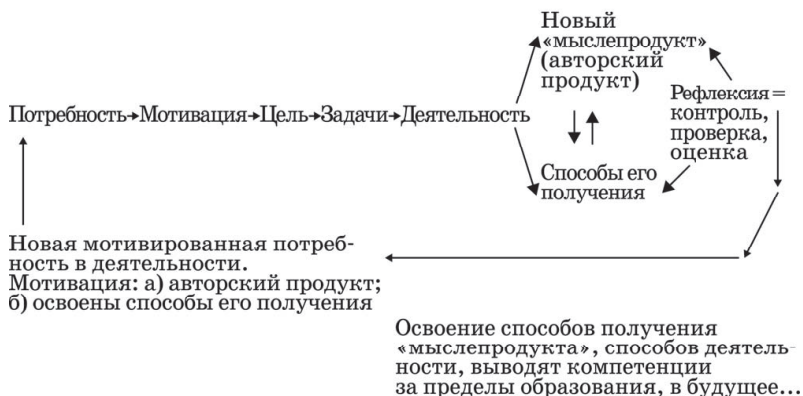 Новый
«мыслепродукт»
(авторский
продукт)
Рефлексия =
контроль,
проверка,
оценка
Потребность→Мотивация→Цель→Задачи→Деятельность
Способы его
получения
Новая мотивированная потреб-
ность в деятельности.
Мотивация: а) авторский продукт;
б) освоены способы его получения
Освоение способов получения
«мыслепродукта», способов деятель-
ности, выводят компетенции
за пределы образования, в будущее...